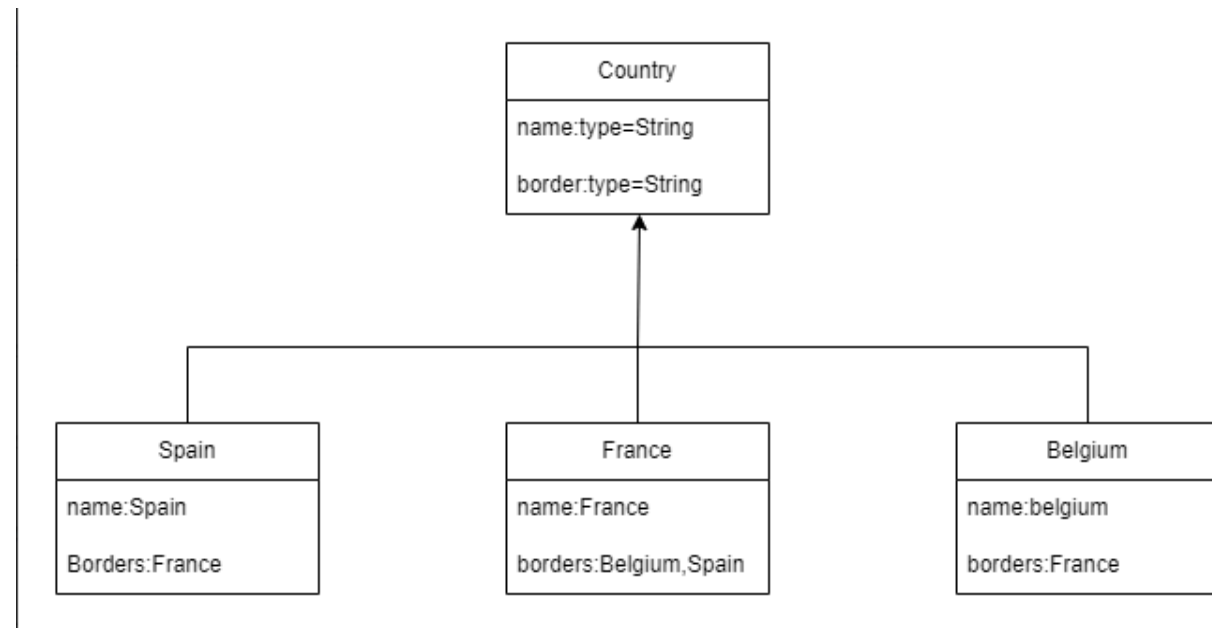 Country
name:type=String
border:type=String
Spain
name:Spain
Borders:France
France
name:France
borders:Belgium,Spain
Belgium
name:belgium
borders:France